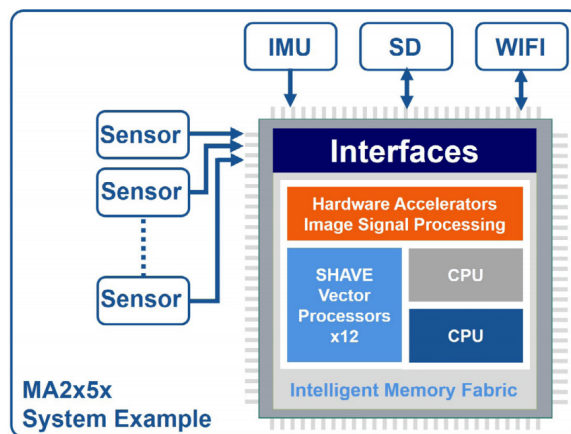 IMU
SD
WIFI
Sensor
Sensor
Sensor
Interfaces
Hardware Accelerators
Image Signal Processing
SHAVE
Vector
Processors
x12
CPU
CPU
Intelligent Memory Fabric
MA2x5x
System Example